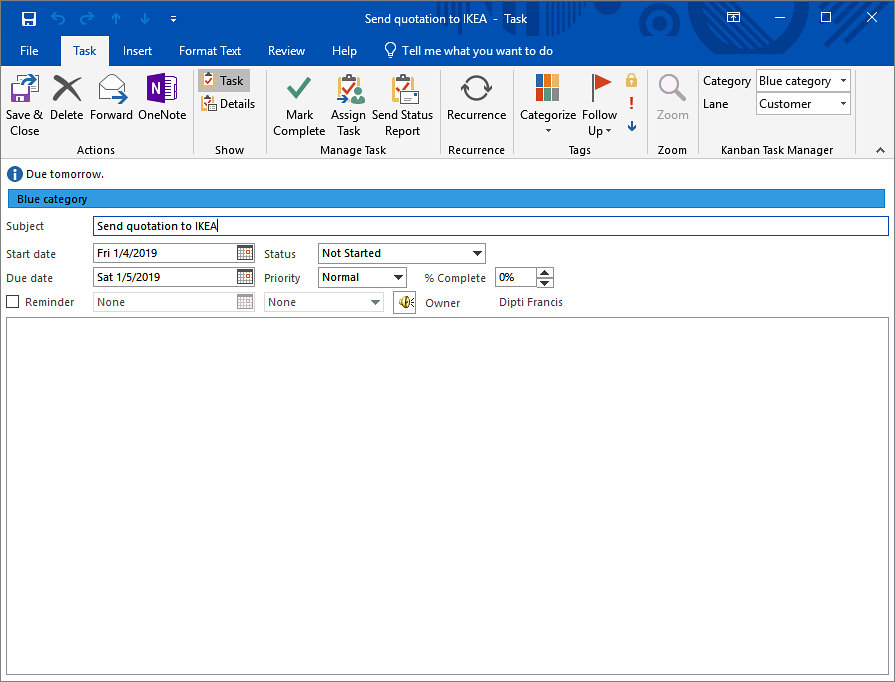 Send quotation to IKEA - Task
File Task Insert Format Text Review Help Tell me what you want to do
Save & Close Delete Forward OneNote
Actions
Task
Details
Show
Mark Complete Assign Task Send Status Report
Manage Task
Recurrence
Recurrence
Categorize Follow Up
Tags
Zoom
Zoom
Category Blue category
Lane Customer
Kanban Task Manager
Due tomorrow.
Blue category
Subject Send quotation to IKEA
Start date Fri 1/4/2019 Status Not Started
Due date Sat 1/5/2019 Priority Normal % Complete 0%
Reminder None None Owner Dipti Francis